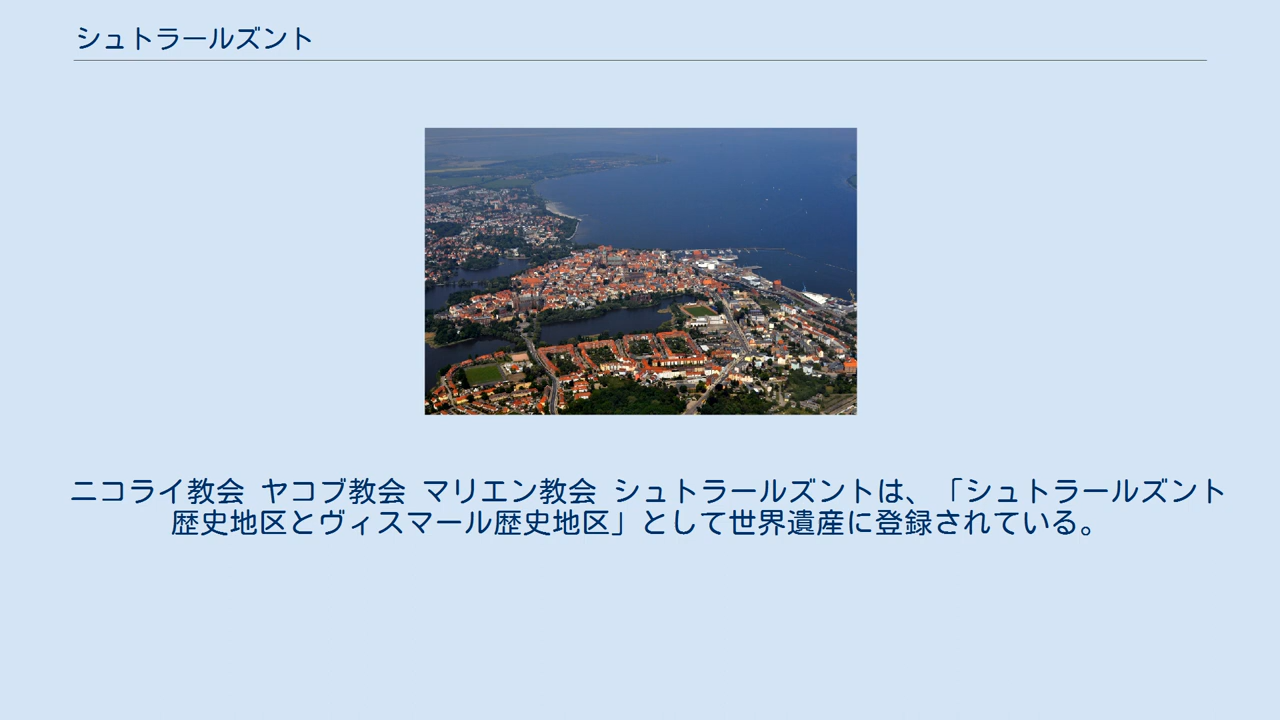 シュトラールズント
ニコライ教会 ヤコブ教会 マリエン教会 シュトラールズントは、「シュトラールズント
歴史地区とヴィスマール歴史地区」として世界遺産に登録されている。